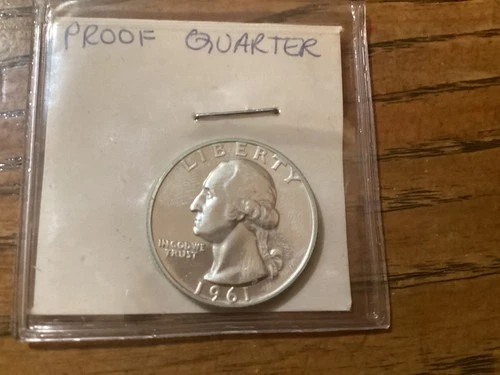 PROOF QUARTER
LIBERTY
IN GOD WE
TRUST
1961